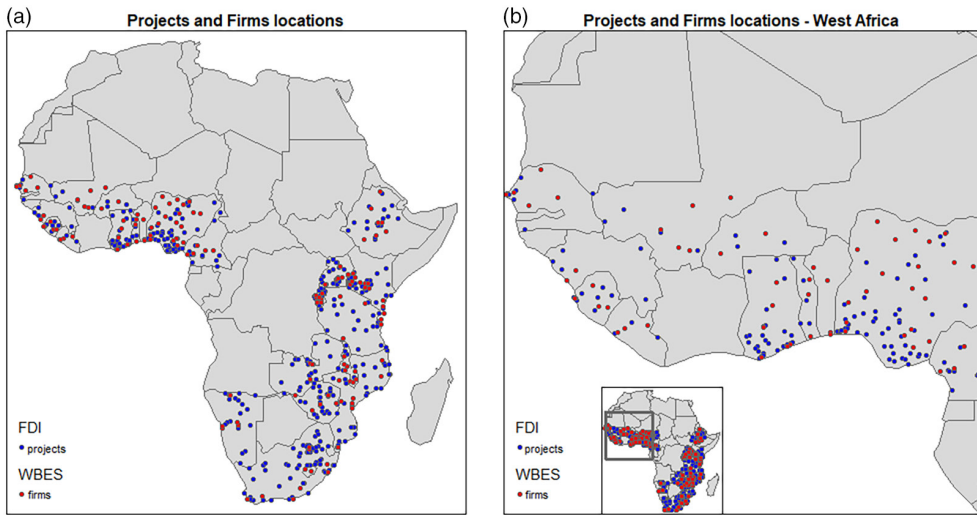 (a)
Projects and Firms locations
FDI
projects
WBES
firms
(b)
Projects and Firms locations - West Africa
FDI
projects
WBES
firms